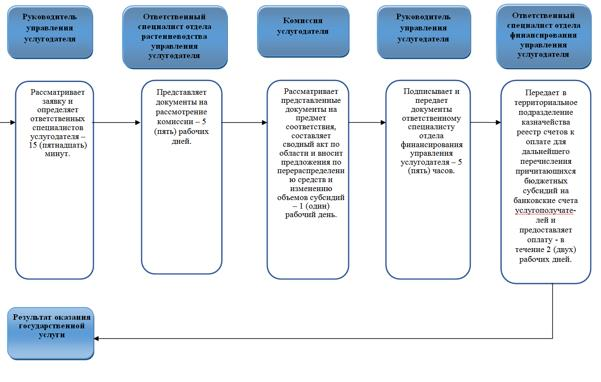 Руководитель
управления
услугодателя
Ответственный
специалист отдела
растениеводства
управления
услугодателя
Комиссия
услугодателя
Руководитель
управления
услугодателя
Ответственный
специалист отдела
финансирования
управления
услугодателя
Рассматривает
заявку и
определяет
ответственных
специалистов
услугодателя –
15 (пятнадцать)
минут.
Представляет
документы на
рассмотрение
комиссии – 5
(пять) рабочих
дней.
Рассматривает
представленные
документы на
предмет
соответствия,
составляет
сводный акт по
области и вносит
предложения по
перераспределен
ию средств и
изменению
объемов субсидий
– 1 (один)
рабочий день.
Подписывает и
передает
документы
ответственному
специалисту
отдела
финансирования
управления
услугодателя – 5
(пять) часов.
Передает в
территориальное
подразделение
казначейства
реестр счетов к
оплате для
дальнейшего
перечисления
причитающихся
бюджетных
субсидий на
банковские счета
услугополучате-
лей и
предоставляет
оплату - в
течение 2 (двух)
рабочих дней.
Результат оказания
государственной
услуги